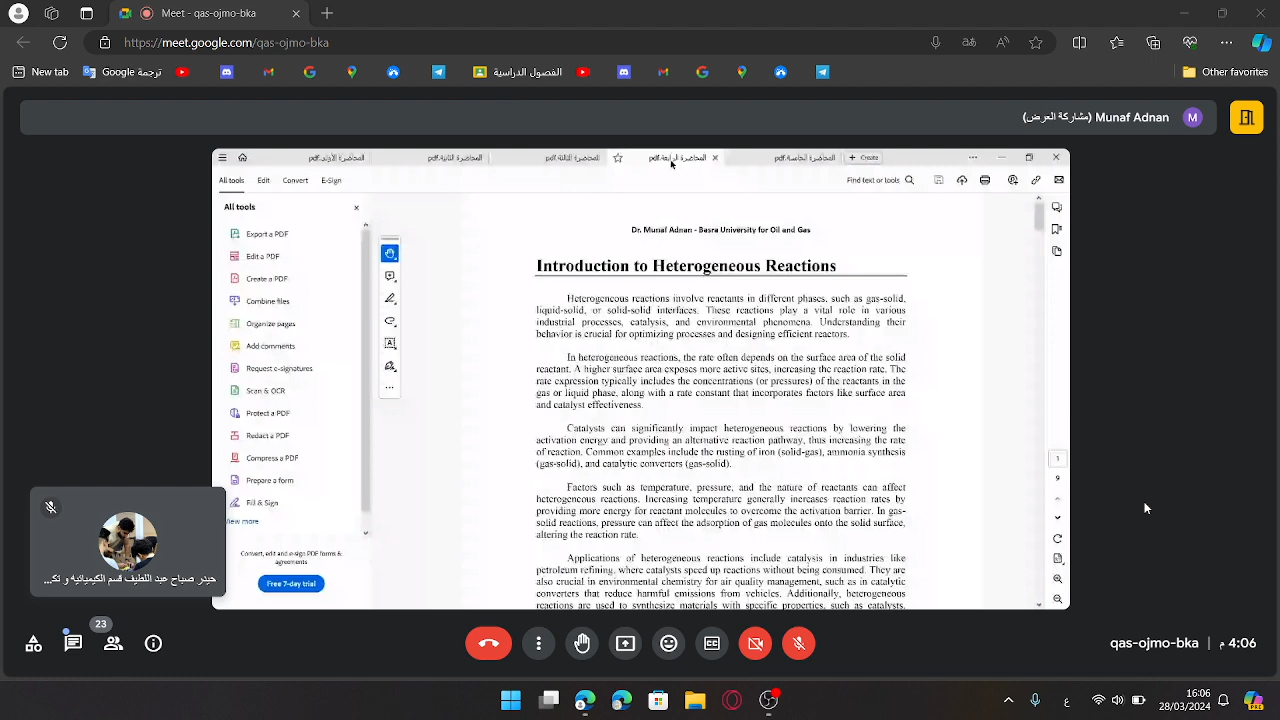 Meet - qas-ojmo-bka
https://meet.google.com/qas-ojmo-bka
New tab
ترجمة Google
الفصول الدراسية
Other favorites
Munaf Adnan (مشاركة العرض)
M
المحاضرة الأولد.pdf
المحاضرة الثانية.pdf
المحاضرة الثالثة.pdf
المحاضرة الرابعة.pdf
المحاضرة الخامسة.pdf
Create
All tools
Edit
Convert
E-Sign
Find text or tools
All tools
Export a PDF
Edit a PDF
Create a PDF
Combine files
Organize pages
Add comments
Request e-signatures
Scan & OCR
Protect a PDF
Redact a PDF
Compress a PDF
Prepare a form
Fill & Sign
View more
Convert, edit and e-sign PDF forms &
agreements
Free 7-day trial
Dr. Munaf Adnan - Basra University for Oil and Gas
Introduction to Heterogeneous Reactions
Heterogeneous reactions involve reactants in different phases, such as gas-solid,
liquid-solid, or solid-solid interfaces. These reactions play a vital role in various
industrial processes, catalysis, and environmental phenomena. Understanding their
behavior is crucial for optimizing processes and designing efficient reactors.
In heterogeneous reactions, the rate often depends on the surface area of the solid
reactant. A higher surface area exposes more active sites, increasing the reaction rate. The
rate expression typically includes the concentrations (or pressures) of the reactants in the
gas or liquid phase, along with a rate constant that incorporates factors like surface area
and catalyst effectiveness.
Catalysts can significantly impact heterogeneous reactions by lowering the
activation energy and providing an alternative reaction pathway, thus increasing the rate
of reaction. Common examples include the rusting of iron (solid-gas), ammonia synthesis
(gas-solid), and catalytic converters (gas-solid).
Factors such as temperature, pressure, and the nature of reactants can affect
heterogeneous reactions. Increasing temperature generally increases reaction rates by
providing more energy for reactant molecules to overcome the activation barrier. In gas-
solid reactions, pressure can affect the adsorption of gas molecules onto the solid surface,
altering the reaction rate.
Applications of heterogeneous reactions include catalysis in industries like
petroleum refining, where catalysts speed up reactions without being consumed. They are
also crucial in environmental chemistry for air quality management, such as in catalytic
converters that reduce harmful emissions from vehicles. Additionally, heterogeneous
reactions are used to synthesize materials with specific properties, such as catalysts,
1
9
حيدر صباح عبد اللطيف قسم الكيميائيه و تك...
23
qas-ojmo-bka
4:06 م
ع
16:06
28/03/2024